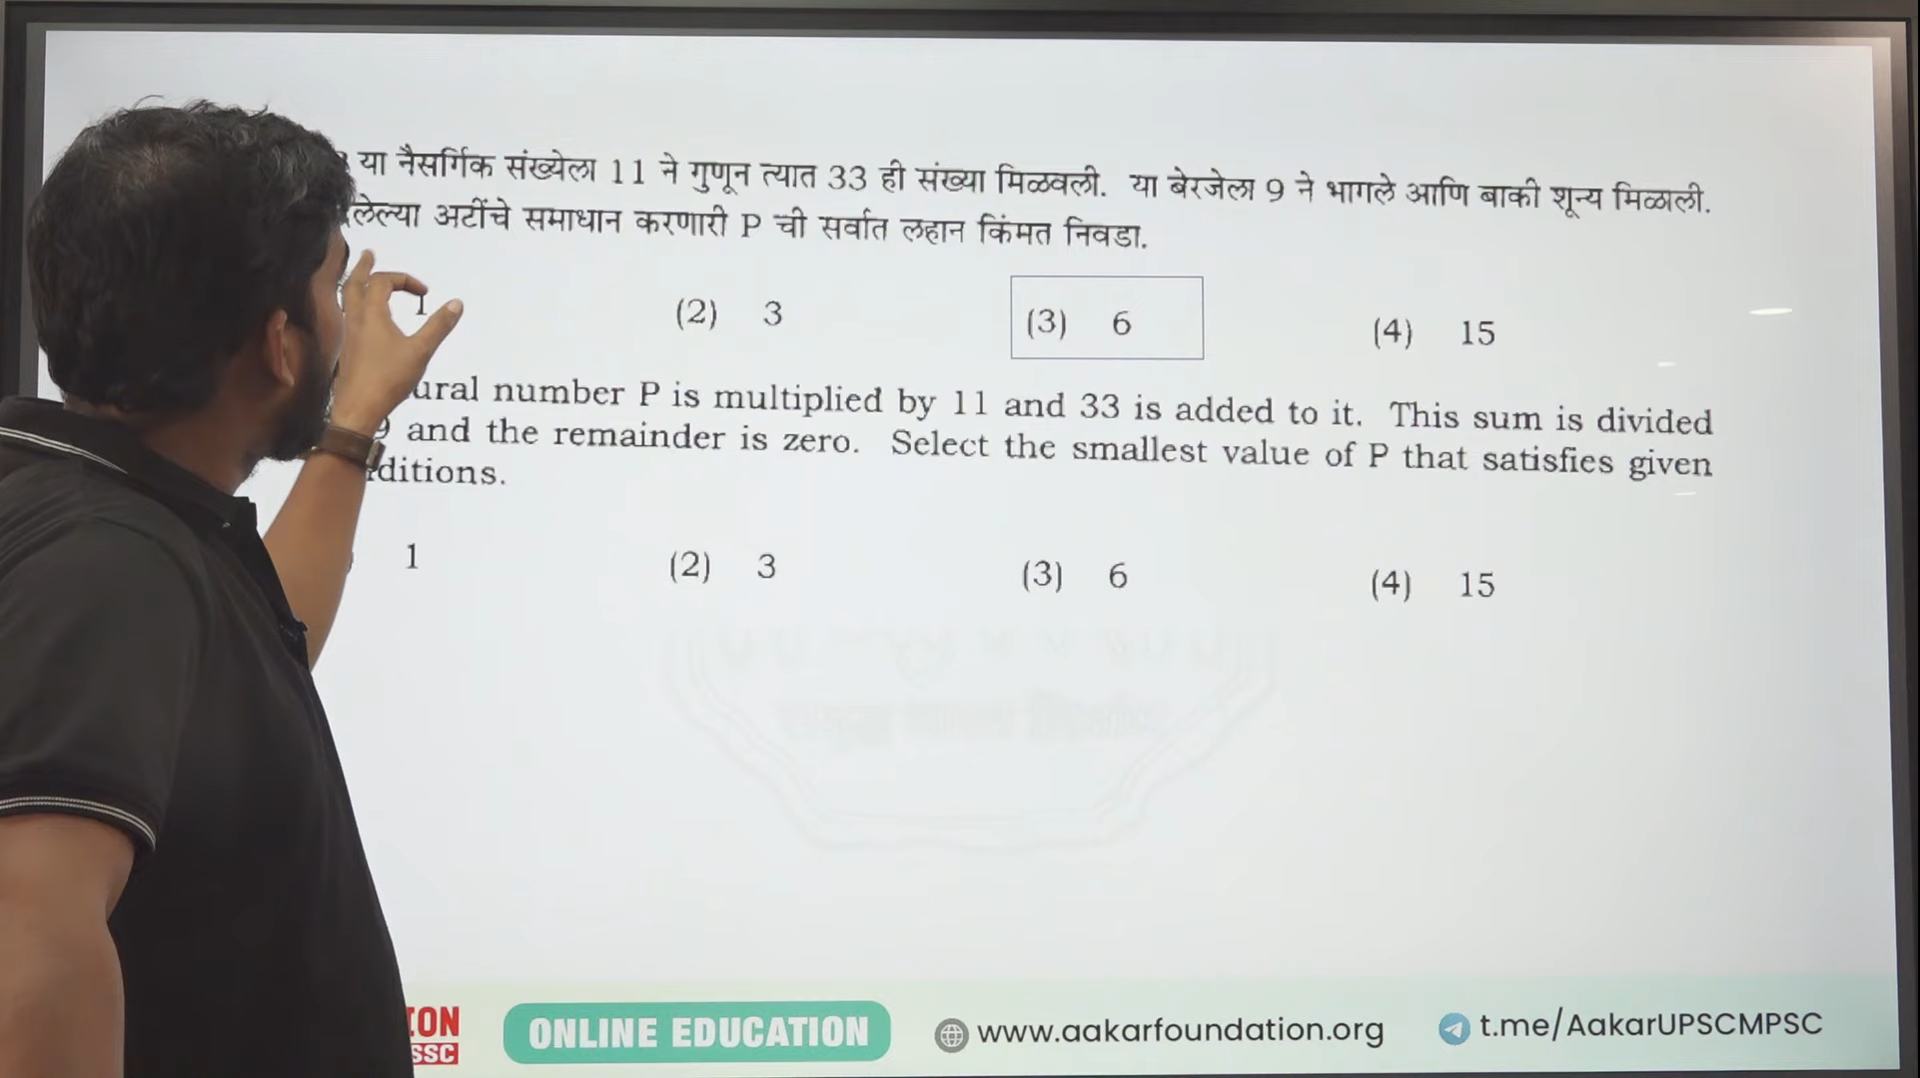 या नैसर्गिक संख्येला 11 ने गुणून त्यात 33 ही संख्या मिळवली. या बेरजेला 9 ने भागले आणि बाकी शून्य मिळाली.
अटींचे समाधान करणारी P ची सर्वात लहान किंमत निवडा.
1 (2) 3 (3) 6 (4) 15
number P is multiplied by 11 and 33 is added to it. This sum is divided
9 and the remainder is zero. Select the smallest value of P that satisfies given
1 (2) 3 (3) 6 (4) 15
ONLINE EDUCATION www.aakarfoundation.org t.me/AakarUPSCMPSC